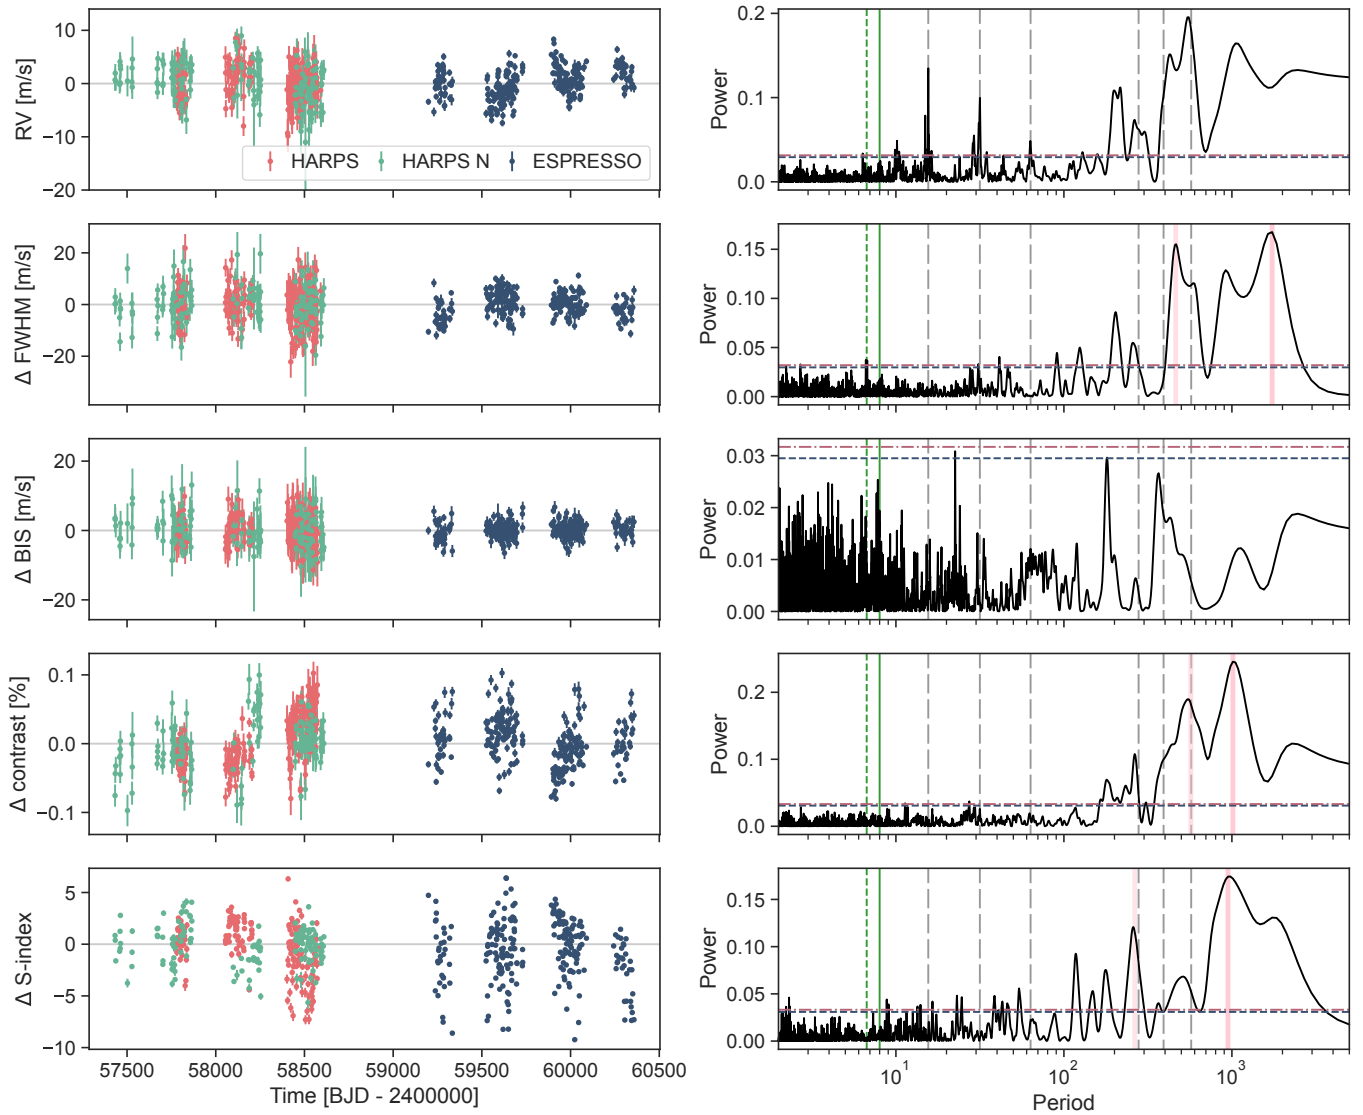 RV [m/s]
10
0
−10
−20
HARPS
HARPS N
ESPRESSO
Power
0.2
0.1
0.0
Δ FWHM [m/s]
20
0
−20
Power
0.15
0.10
0.05
0.00
Δ BIS [m/s]
20
0
−20
Power
0.03
0.02
0.01
0.00
Δ contrast [%]
0.1
0.0
−0.1
Power
0.2
0.1
0.0
Δ S-index
5
0
−5
−10
57500 58000 58500 59000 59500 60000 60500
Time [BJD - 2400000]
Power
0.15
0.10
0.05
0.00
10¹ 10² 10³
Period